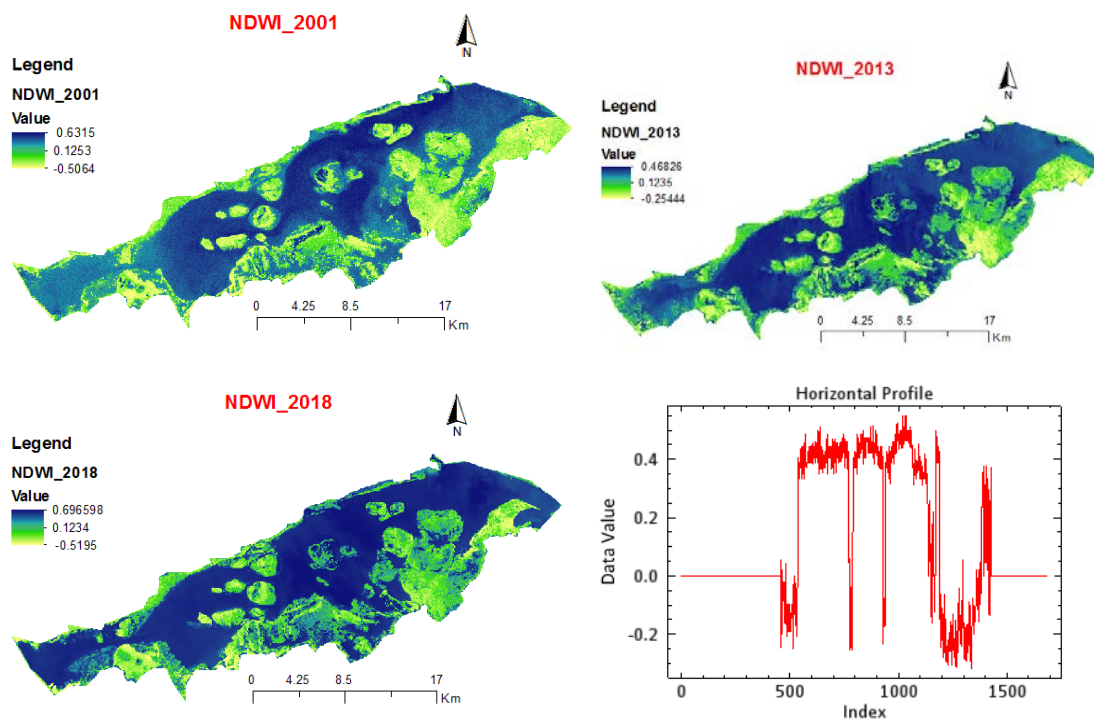 NDWI_2001
N
Legend
NDWI_2001
Value
0.6315
0.1253
-0.5064
0 4.25 8.5 17
Km
NDWI_2013
N
Legend
NDWI_2013
Value
0.46826
0.1235
-0.25444
0 4.25 8.5 17
Km
NDWI_2018
N
Legend
NDWI_2018
Value
0.696598
0.1234
-0.5195
0 4.25 8.5 17
Km
Horizontal Profile
Data Value
0.4
0.2
0.0
-0.2
0 500 1000 1500
Index